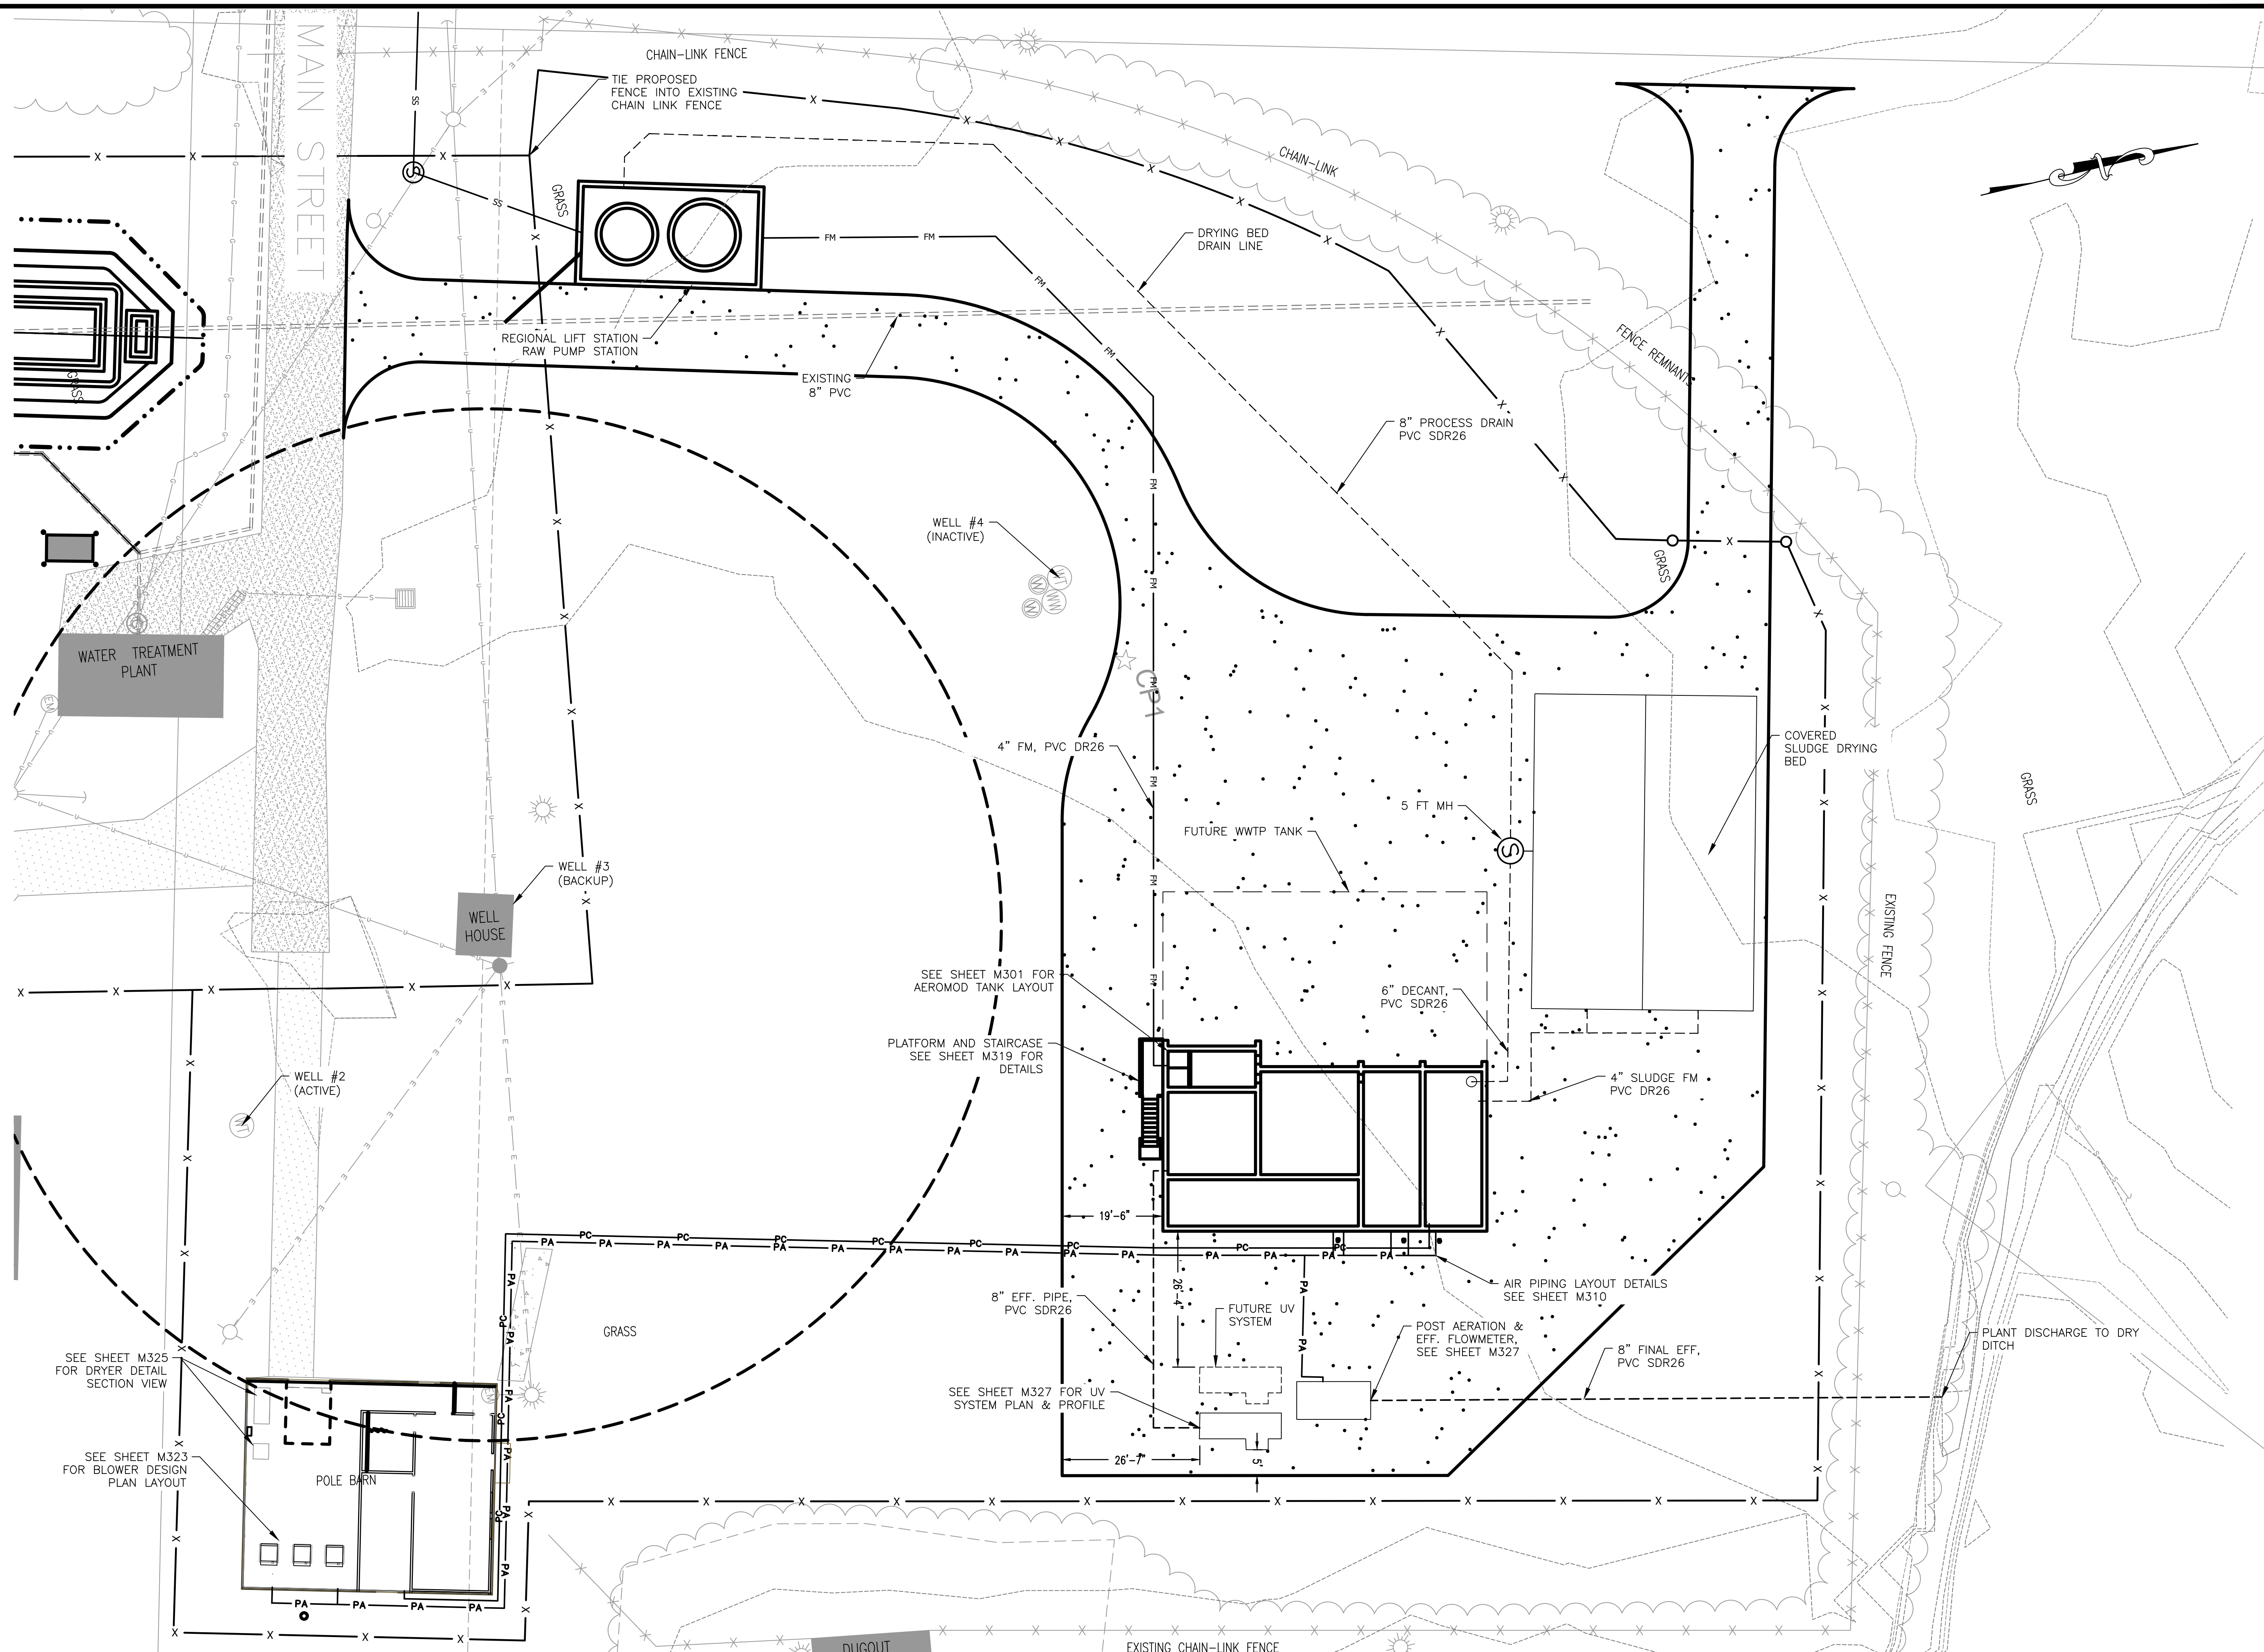 MAIN STREET
CHAIN-LINK FENCE
TIE PROPOSED
FENCE INTO EXISTING
CHAIN LINK FENCE
GRASS
CHAIN-LINK
FENCE REMNANTS
N
DRYING BED
DRAIN LINE
REGIONAL LIFT STATION
RAW PUMP STATION
EXISTING
8" PVC
GRASS
8" PROCESS DRAIN
PVC SDR26
WELL #4
(INACTIVE)
GRASS
WATER TREATMENT
PLANT
CP1
4" FM, PVC DR26
COVERED
SLUDGE DRYING
BED
GRASS
5 FT MH
S
FUTURE WWTP TANK
WELL #3
(BACKUP)
WELL
HOUSE
EXISTING FENCE
SEE SHEET M301 FOR
AEROMOD TANK LAYOUT
6" DECANT,
PVC SDR26
PLATFORM AND STAIRCASE
SEE SHEET M319 FOR
DETAILS
WELL #2
(ACTIVE)
4" SLUDGE FM
PVC DR26
19'-6"
26'-4"
AIR PIPING LAYOUT DETAILS
SEE SHEET M310
8" EFF. PIPE,
PVC SDR26
FUTURE UV
SYSTEM
POST AERATION &
EFF. FLOWMETER,
SEE SHEET M327
8" FINAL EFF,
PVC SDR26
PLANT DISCHARGE TO DRY
DITCH
GRASS
SEE SHEET M325
FOR DRYER DETAIL
SECTION VIEW
SEE SHEET M327 FOR UV
SYSTEM PLAN & PROFILE
26'-7"
5'
SEE SHEET M323
FOR BLOWER DESIGN
PLAN LAYOUT
POLE BARN
DUGOUT
EXISTING CHAIN-LINK FENCE